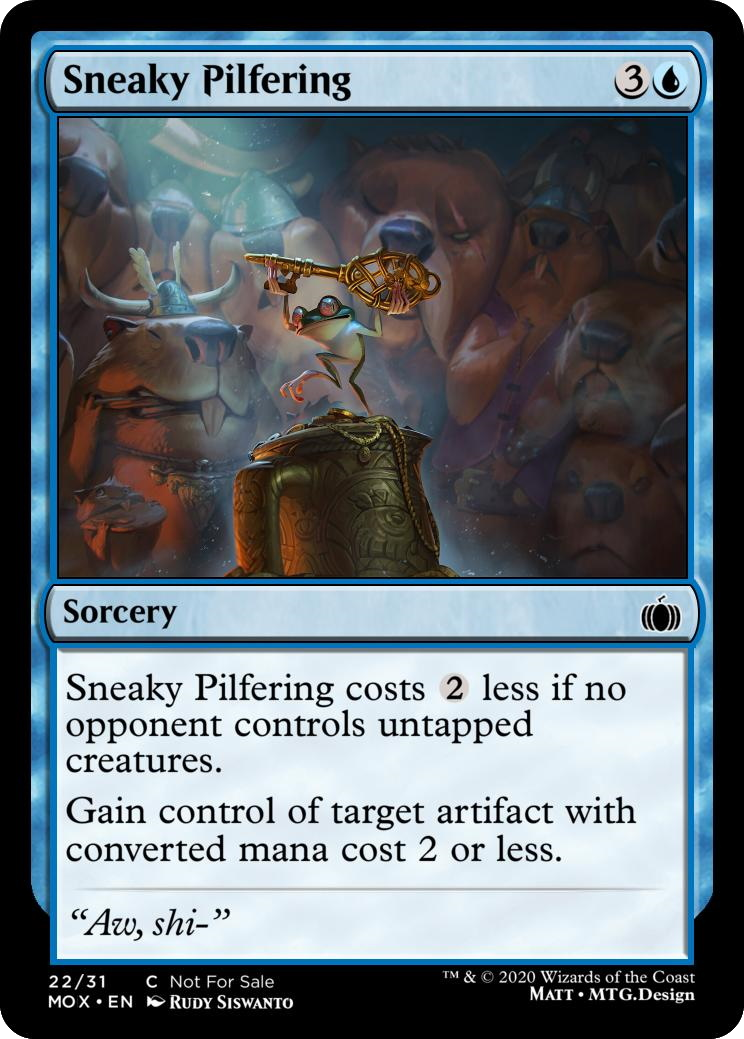 Sneaky Pilfering 3
Sorcery
Sneaky Pilfering costs 2 less if no
opponent controls untapped
creatures.
Gain control of target artifact with
converted mana cost 2 or less.
“Aw, shi-”
22/31 C Not For Sale
MOX • EN Rudy Siswanto
™ & © 2020 Wizards of the Coast
Matt • MTG.Design